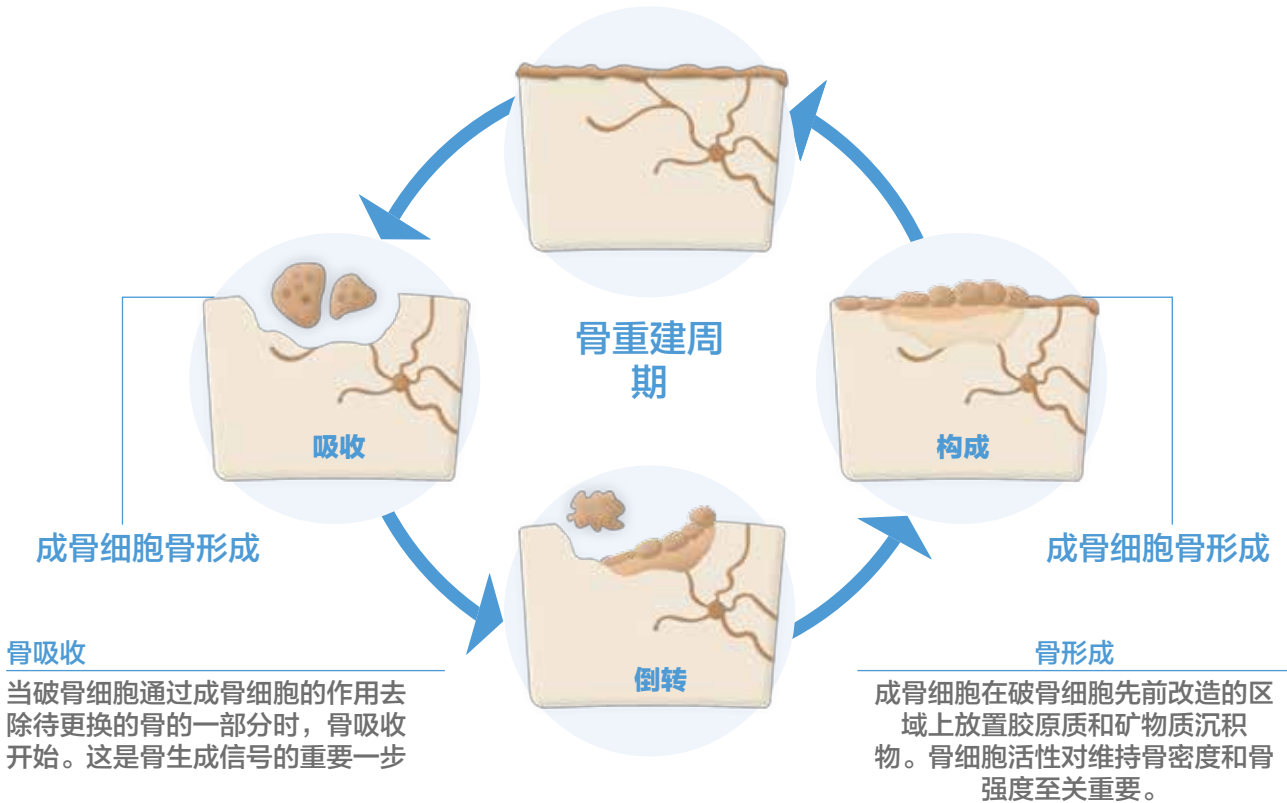 骨重建周
期
吸收
构成
成骨细胞骨形成
成骨细胞骨形成
倒转
骨吸收
当破骨细胞通过成骨细胞的作用去
除待更换的骨的一部分时，骨吸收
开始。这是骨生成信号的重要一步
骨形成
成骨细胞在破骨细胞先前改造的区
域上放置胶原质和矿物质沉积
物。骨细胞活性对维持骨密度和骨
强度至关重要。